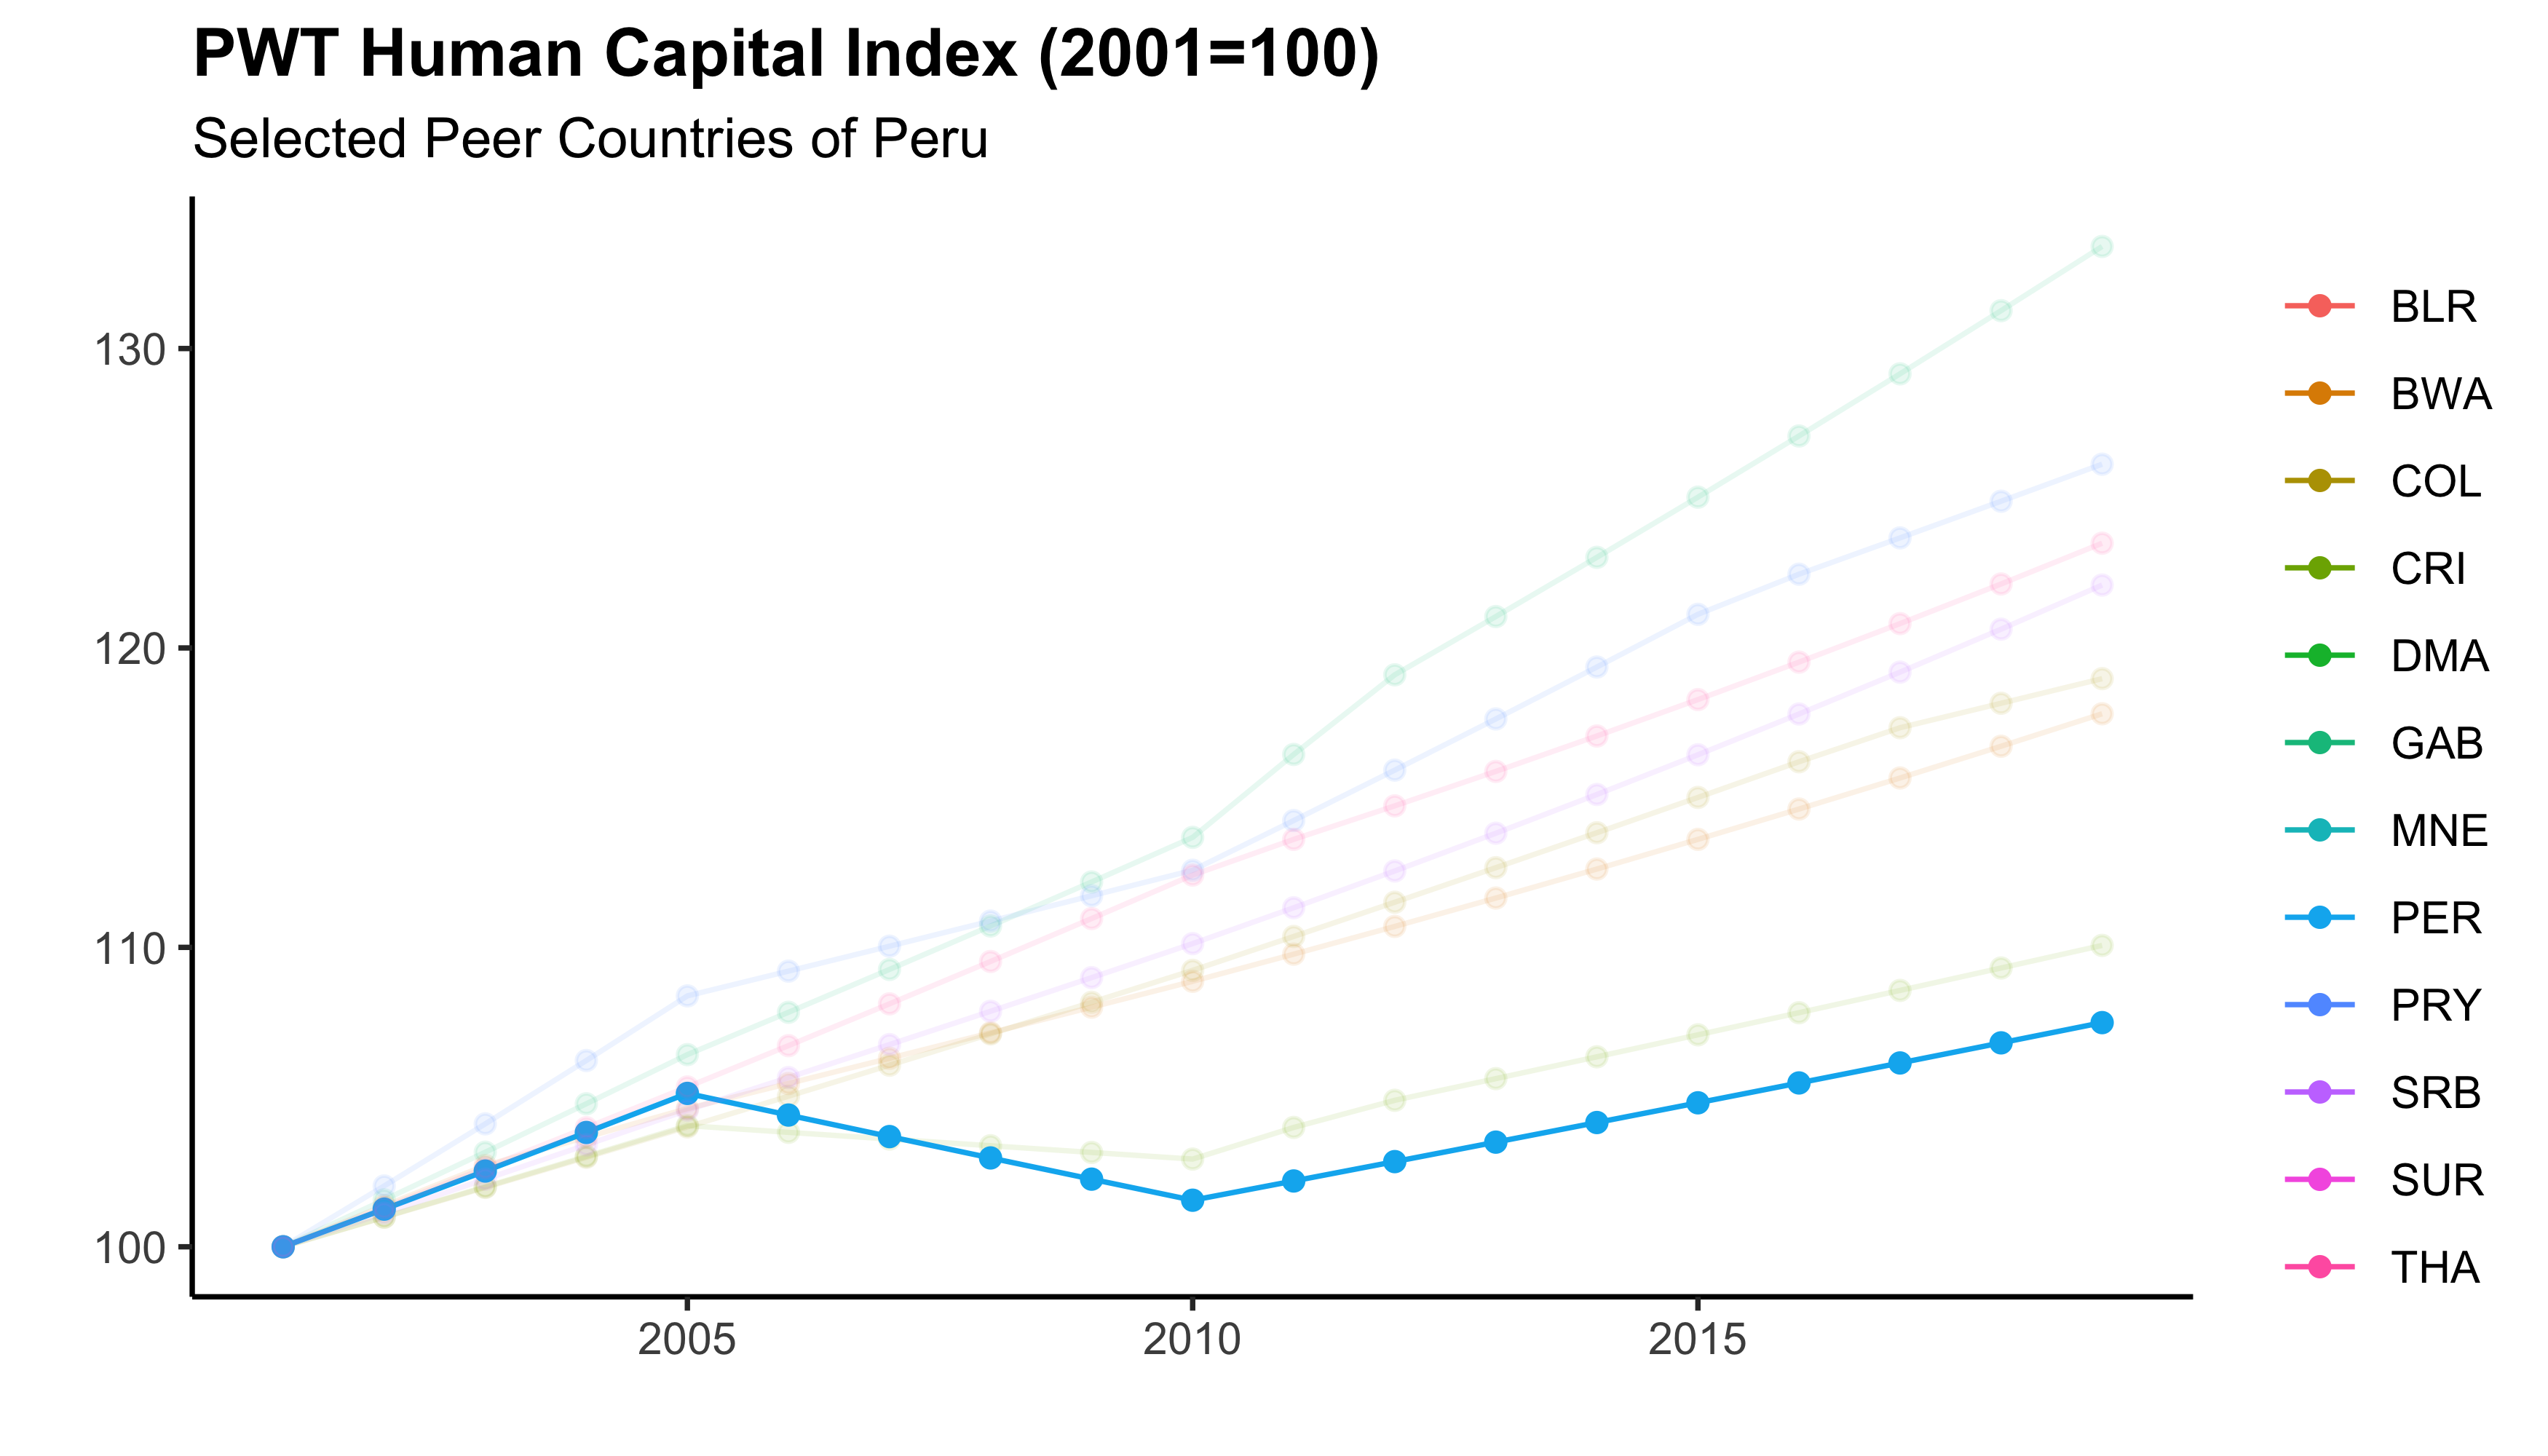 PWT Human Capital Index (2001=100)
Selected Peer Countries of Peru
130
120
110
100
2005
2010
2015
BLR
BWA
COL
CRI
DMA
GAB
MNE
PER
PRY
SRB
SUR
THA